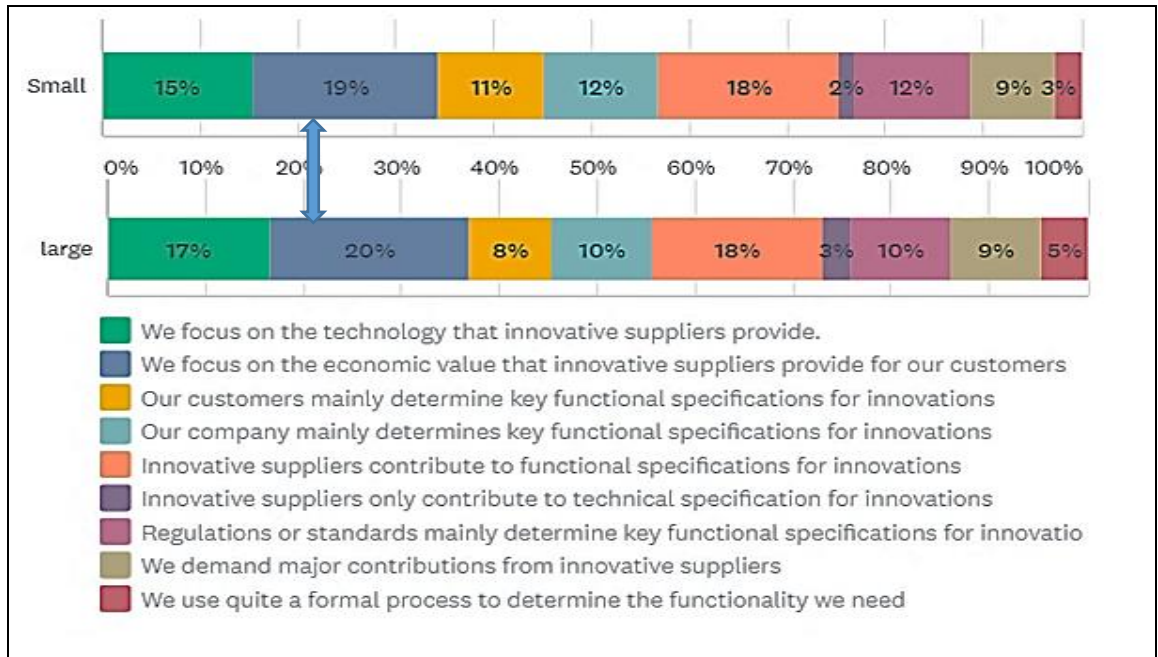 Small 15% 19% 11% 12% 18% 2% 12% 9% 3%
0% 10% 20% 30% 40% 50% 60% 70% 80% 90% 100%
large 17% 20% 8% 10% 18% 3% 10% 9% 5%
We focus on the technology that innovative suppliers provide.
We focus on the economic value that innovative suppliers provide for our customers
Our customers mainly determine key functional specifications for innovations
Our company mainly determines key functional specifications for innovations
Innovative suppliers contribute to functional specifications for innovations
Innovative suppliers only contribute to technical specification for innovations
Regulations or standards mainly determine key functional specifications for innovatio
We demand major contributions from innovative suppliers
We use quite a formal process to determine the functionality we need